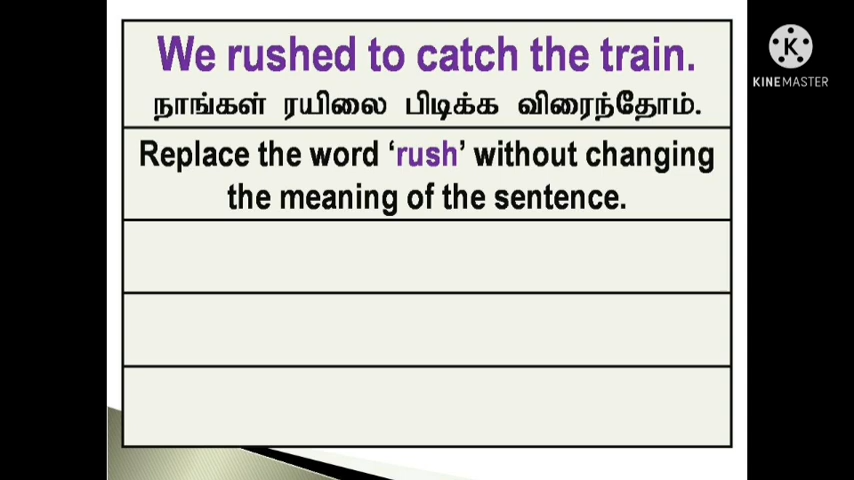 We rushed to catch the train.
நாங்கள் ரயிலை பிடிக்க விரைந்தோம்.
Replace the word ‘rush’ without changing
the meaning of the sentence.
K
KINEMASTER